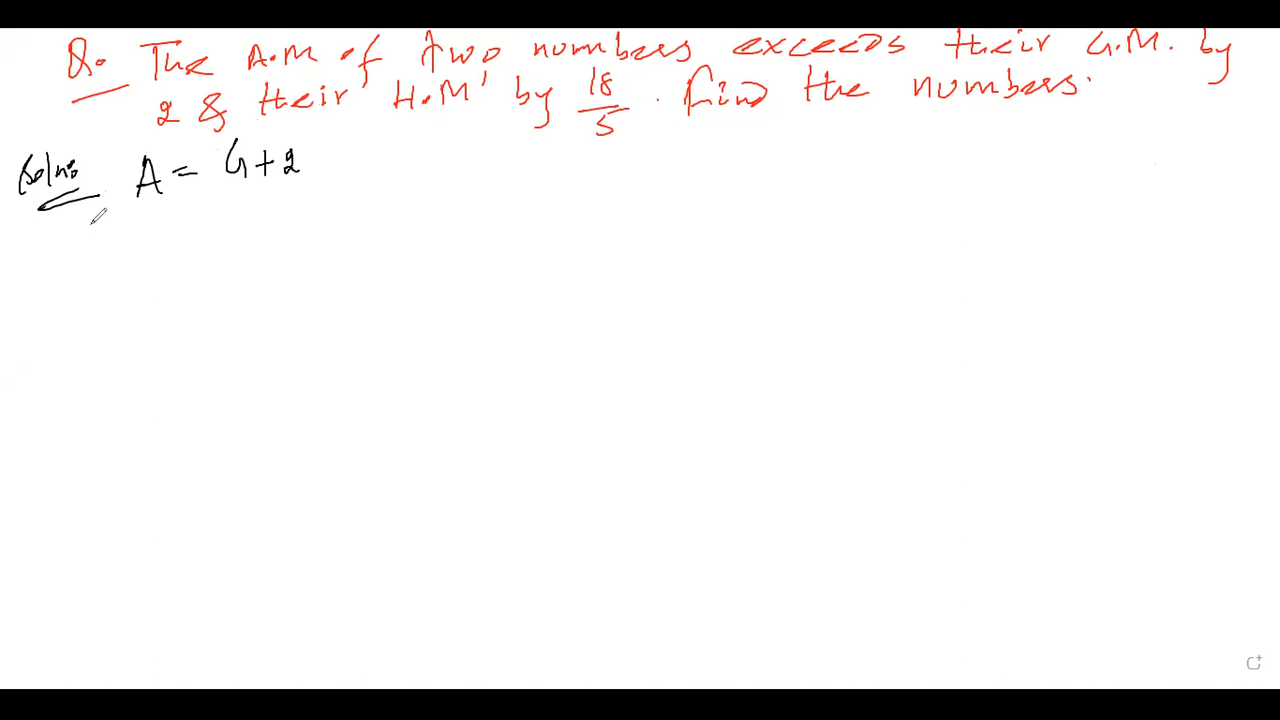 Q. The A.M of two numbers exceeds their G.M. by
2 & their H.M by 18/5. Find the numbers.
Soln: A = G+2